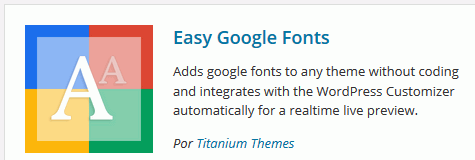 Easy Google Fonts
Adds google fonts to any theme without coding
and integrates with the WordPress Customizer
automatically for a realtime live preview.
Por Titanium Themes
A A